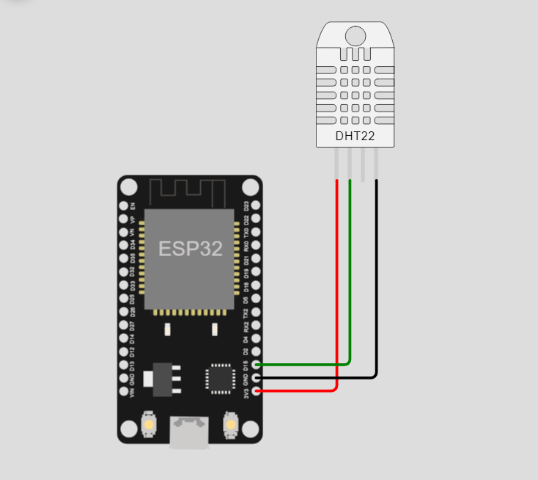 DHT22
ESP32
EN
VP
VN
D34
D35
D32
D33
D25
D26
D27
D14
D12
D13
GND
VIN
D23
D22
TX0
RX0
D21
D19
D18
D5
TX2
RX2
D4
D2
D15
GND
3V3